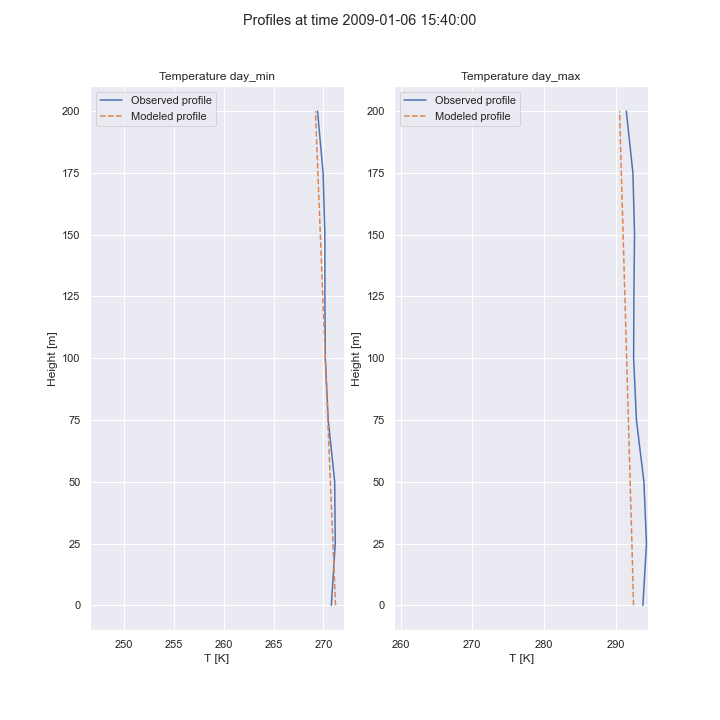 Profiles at time 2009-01-06 15:40:00
Temperature day_min
Observed profile
Modeled profile
200
175
150
125
100
75
50
25
0
Height [m]
250 255 260 265 270
T [K]
Temperature day_max
Observed profile
Modeled profile
200
175
150
125
100
75
50
25
0
Height [m]
260 270 280 290
T [K]